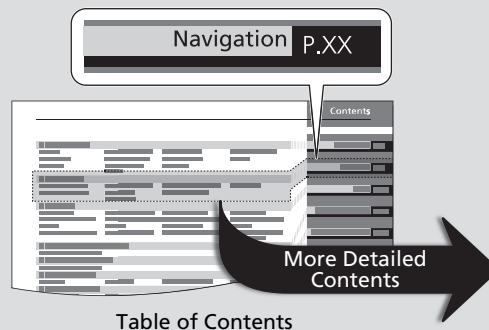 Navigation P.XX
Contents
More Detailed
Contents
Table of Contents